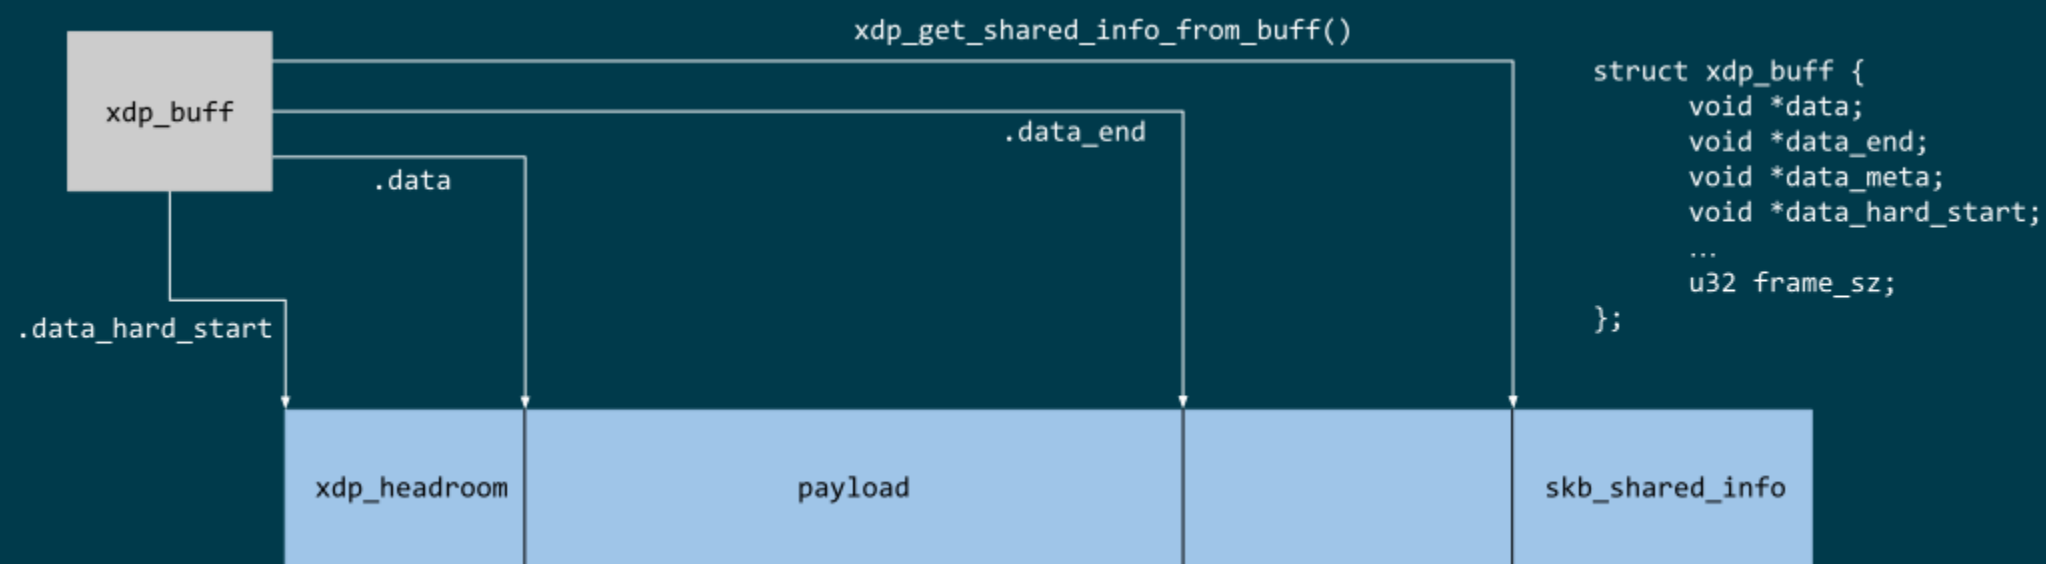 xdp_get_shared_info_from_buff()
xdp_buff
.data_end
.data
.data_hard_start
struct xdp_buff {
void *data;
void *data_end;
void *data_meta;
void *data_hard_start;
...
u32 frame_sz;
};
xdp_headroom
payload
skb_shared_info